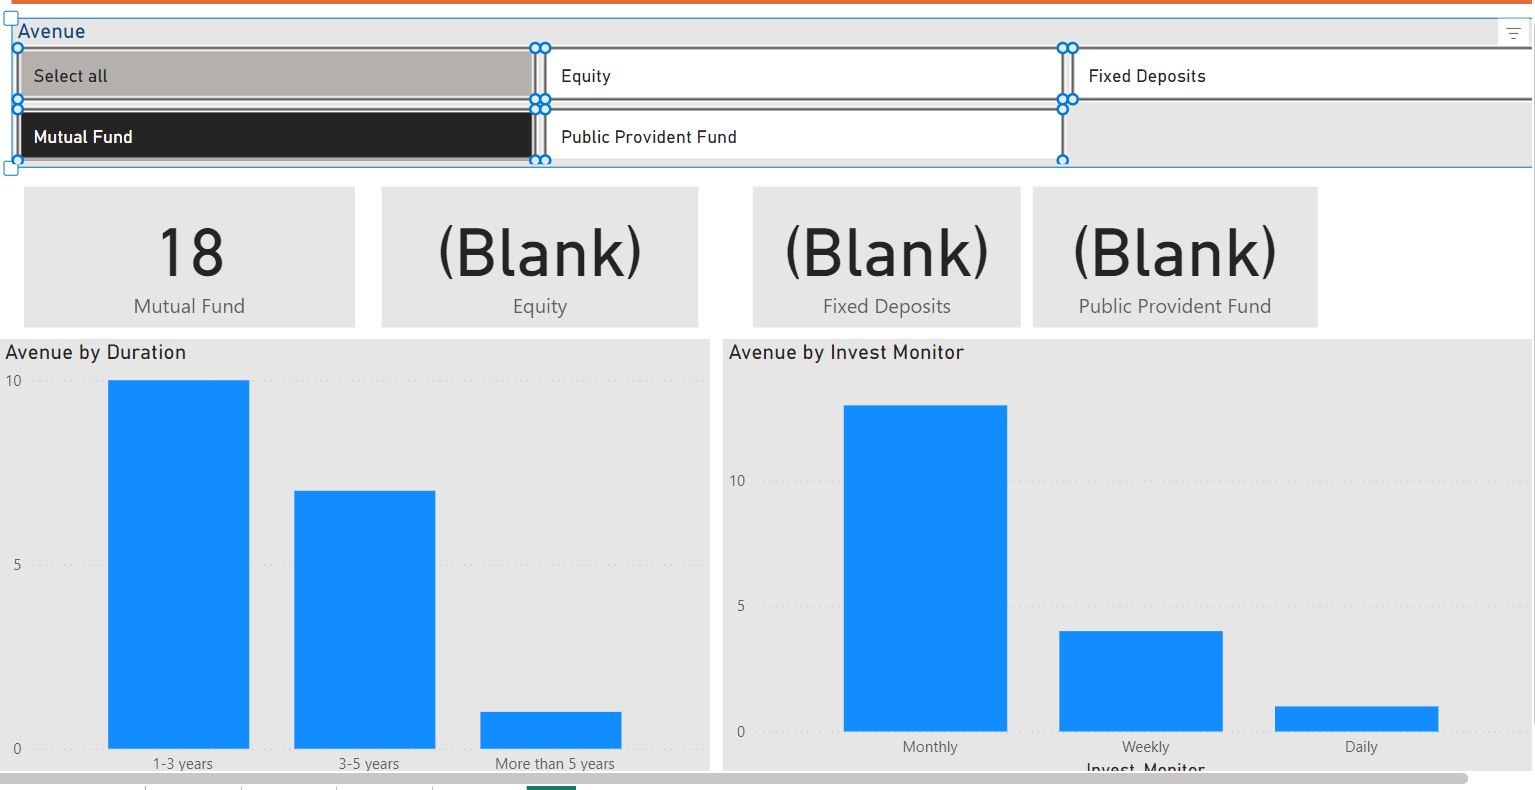 Avenue
Select all
Equity
Fixed Deposits
Mutual Fund
Public Provident Fund
18
Mutual Fund
(Blank)
Equity
(Blank)
Fixed Deposits
(Blank)
Public Provident Fund
Avenue by Duration
10
5
0
1-3 years
3-5 years
More than 5 years
Avenue by Invest Monitor
10
5
0
Monthly
Weekly
Daily
Invest_Monitor